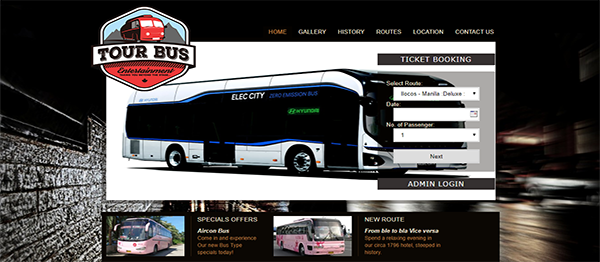 TOUR BUS
Entertainment
HOME GALLERY HISTORY ROUTES LOCATION CONTACT US
TICKET BOOKING
Select Route:
Ilocos - Manila :Deluxe :
Date:
No. of Passenger:
1
Next
ADMIN LOGIN
ELEC CITY ZERO EMISSION BUS
HYUNDAI
SPECIALS OFFERS
Aircon Bus
Come in and experience
Our new Bus Type
specials today!
NEW ROUTE
From ble to bla Vice versa
Spend a relaxing evening in
our circa 1796 hotel, steeped in
history.